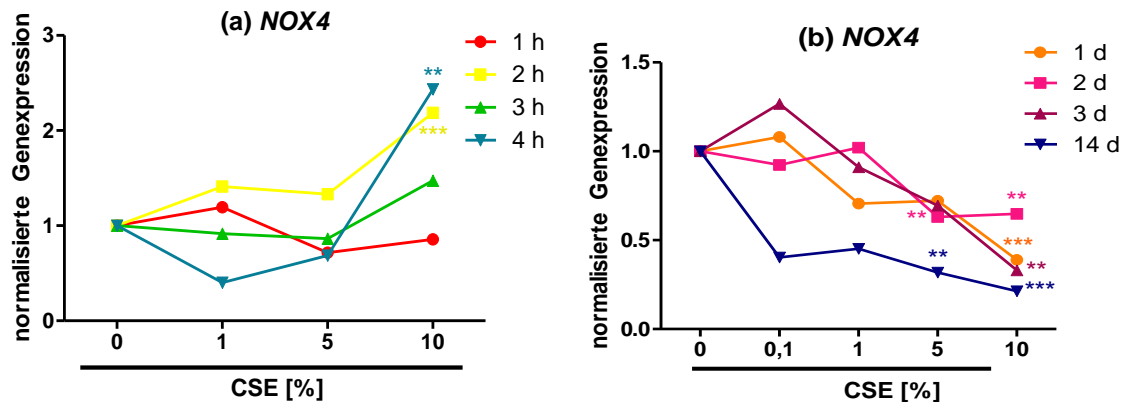 (a) NOX4
normalisierte Genexpression
3
2
1
0
0 1 5 10
CSE [%]
1 h
2 h
3 h
4 h
**
***
(b) NOX4
normalisierte Genexpression
1.5
1.0
0.5
0.0
0 0,1 1 5 10
CSE [%]
1 d
2 d
3 d
14 d
**
**
***
**
**
***